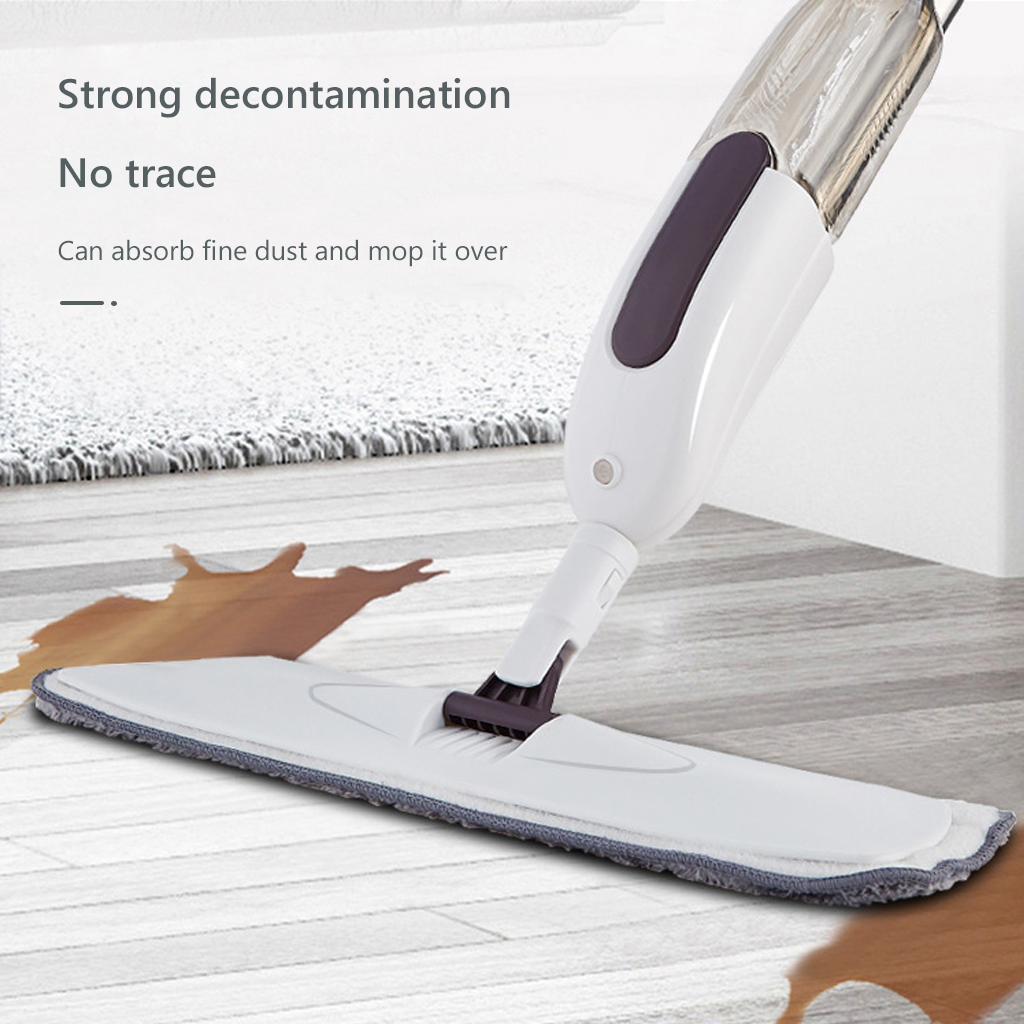 Strong decontamination
No trace
Can absorb fine dust and mop it over